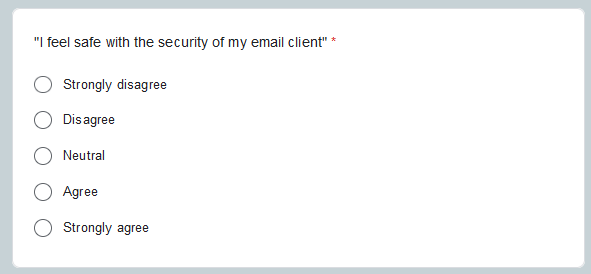 "I feel safe with the security of my email client" *
Strongly disagree
Disagree
Neutral
Agree
Strongly agree